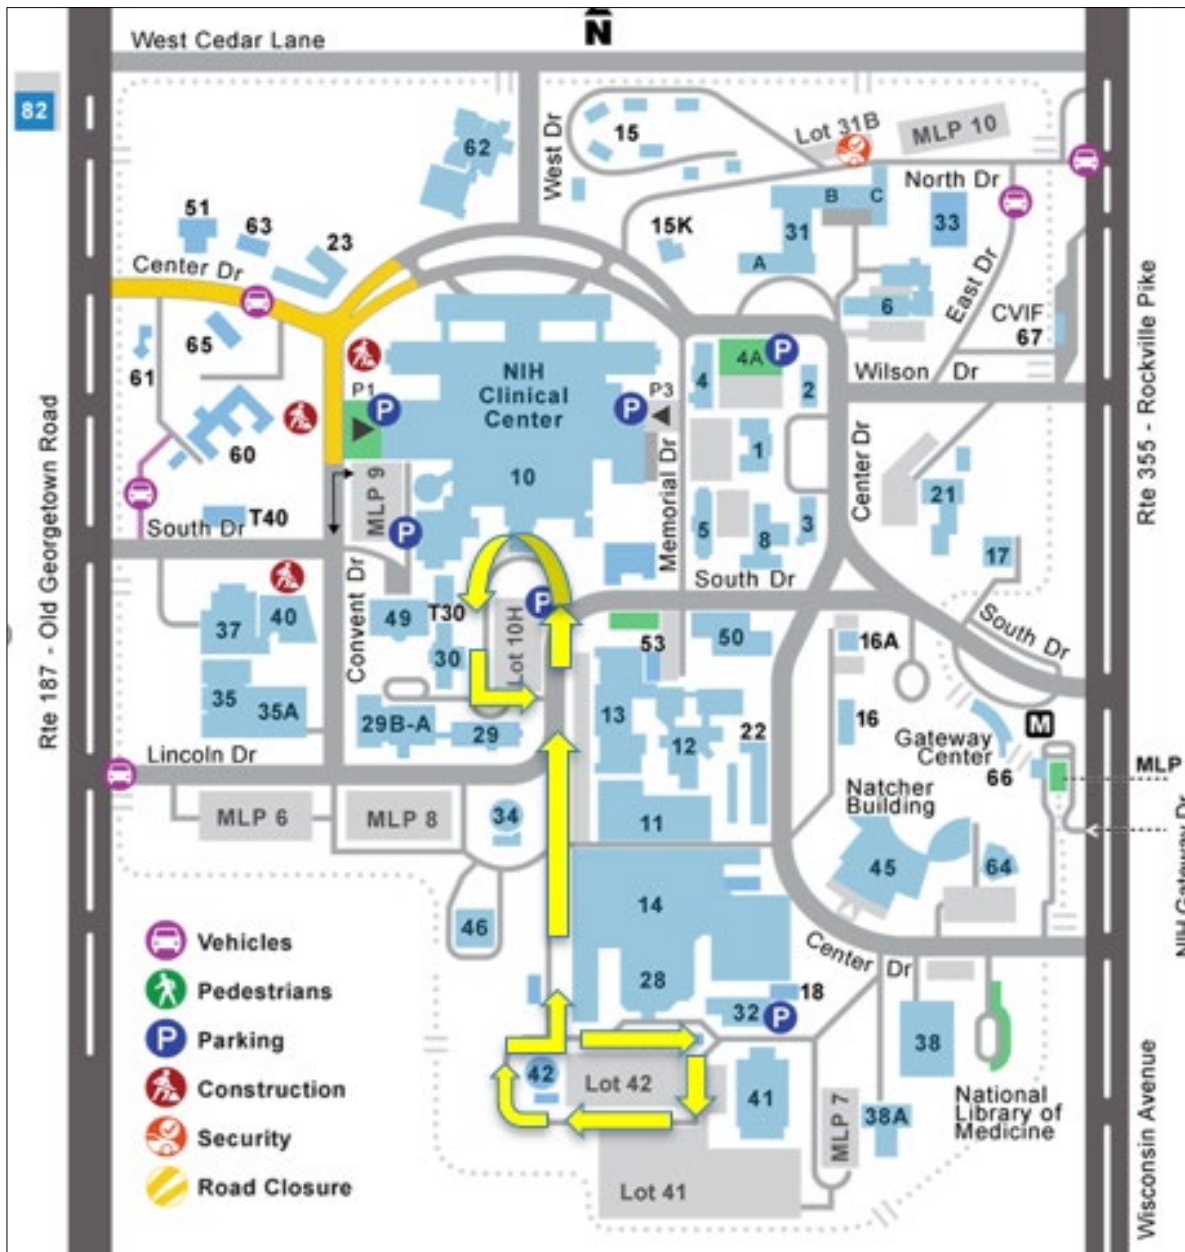 N
West Cedar Lane
82
Rte 187 - Old Georgetown Road
Rte 355 - Rockville Pike
Wisconsin Avenue
NIH Gateway Dr
West Dr
15
Lot 31B
MLP 10
62
North Dr
B
C
51
63
23
15K
31
33
Center Dr
A
East Dr
6
CVIF
67
65
61
P1
P
NIH
Clinical
Center
P3
P
4
4A
P
2
Wilson Dr
60
10
1
Memorial Dr
Center Dr
MLP 9
P
21
T40
South Dr
5
8
3
17
Convent Dr
South Dr
South Dr
37
40
49
T30
Lot 10H
P
53
50
16A
30
35
35A
29B-A
29
13
12
22
16
Gateway
Center
M
66
MLP
Lincoln Dr
Natcher
Building
MLP 6
MLP 8
34
11
45
64
14
46
28
Center Dr
18
32
P
38
42
Lot 42
41
MLP 7
38A
National
Library of
Medicine
Lot 41
Vehicles
Pedestrians
P
Parking
Construction
Security
Road Closure